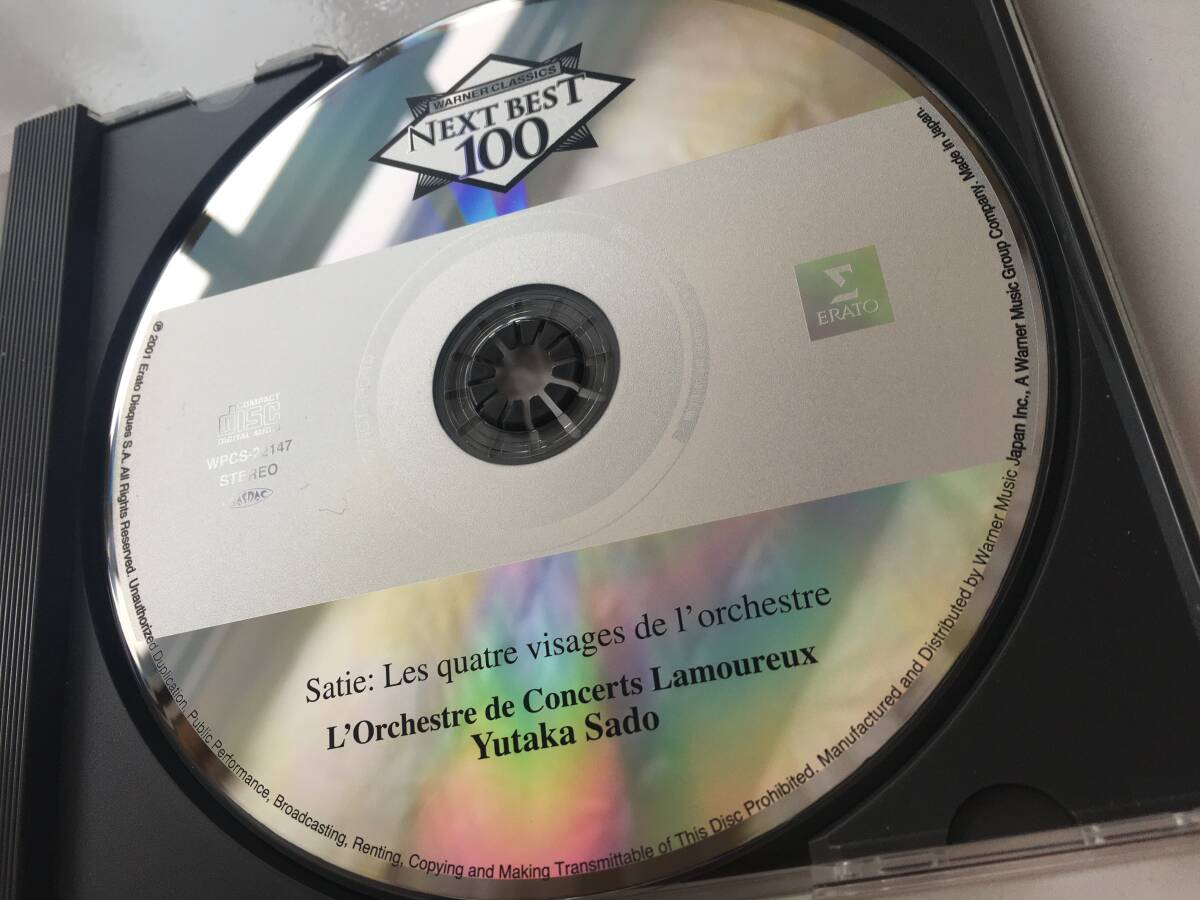 WARNER CLASSICS
NEXT BEST
100
ERATO
COMPACT
disc
DIGITAL AUDIO
STEREO
JASRAC
Satie: Les quatre visages de l'orchestre
L'Orchestre de Concerts Lamoureux
Yutaka Sado
℗ 2001 Erato Disques S.A. All Rights Reserved. Unauthorized Duplication, Public Performance, Broadcasting, Renting, Copying and Making Transmittable of This Disc Prohibited. Manufactured and Distributed by Warner Music Japan Inc., A Warner Music Group Company. Made in Japan.